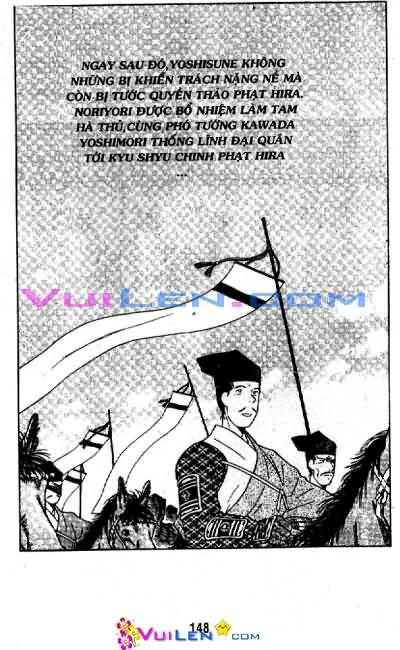 NGAY SAU ĐÓ, YOSHISUNE KHÔNG
NHỮNG BỊ KHIỂN TRÁCH NẶNG NỀ MÀ
CÒN BỊ TƯỚC QUYỀN THẢO PHẠT HIRA.
NORIYORI ĐƯỢC BỔ NHIỆM LÀM TAM
HÀ THỦ, CÙNG PHÓ TƯỚNG KAWADA
YOSHIMORI THỐNG LĨNH ĐẠI QUÂN
TỚI KYU SHYU CHINH PHẠT HIRA
...
VUILEN.COM
148
VUILEN.COM